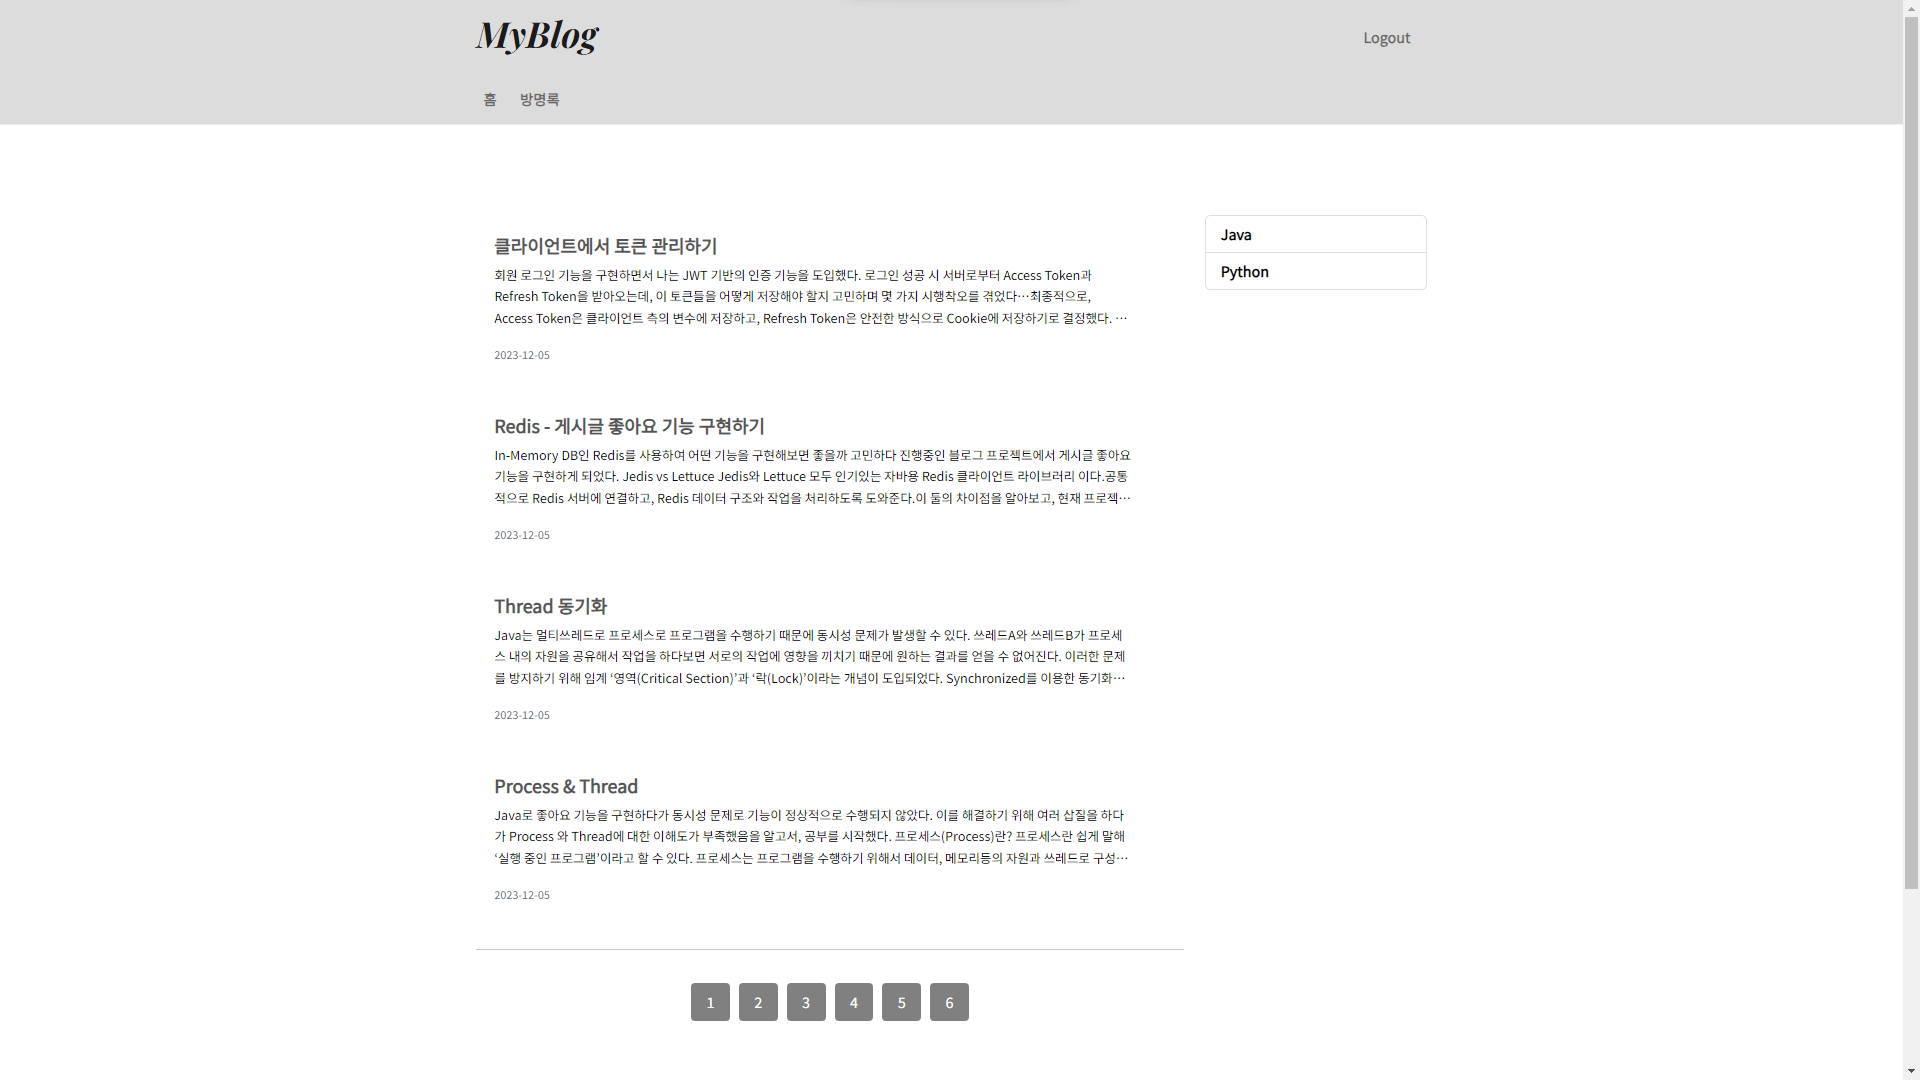 MyBlog
Logout
홈
방명록
클라이언트에서 토큰 관리하기
회원 로그인 기능을 구현하면서 나는 JWT 기반의 인증 기능을 도입했다. 로그인 성공 시 서버로부터 Access Token과
Refresh Token을 받아오는데, 이 토큰들을 어떻게 저장해야 할지 고민하며 몇 가지 시행착오를 겪었다…최종적으로,
Access Token은 클라이언트 측의 변수에 저장하고, Refresh Token은 안전한 방식으로 Cookie에 저장하기로 결정했다. …
2023-12-05
Redis - 게시글 좋아요 기능 구현하기
In-Memory DB인 Redis를 사용하여 어떤 기능을 구현해보면 좋을까 고민하다 진행중인 블로그 프로젝트에서 게시글 좋아요
기능을 구현하게 되었다. Jedis vs Lettuce Jedis와 Lettuce 모두 인기있는 자바용 Redis 클라이언트 라이브러리 이다.공통
적으로 Redis 서버에 연결하고, Redis 데이터 구조와 작업을 처리하도록 도와준다.이 둘의 차이점을 알아보고, 현재 프로젝…
2023-12-05
Thread 동기화
Java는 멀티쓰레드로 프로세스로 프로그램을 수행하기 때문에 동시성 문제가 발생할 수 있다. 쓰레드A와 쓰레드B가 프로세
스 내의 자원을 공유해서 작업을 하다보면 서로의 작업에 영향을 끼치기 때문에 원하는 결과를 얻을 수 없어진다. 이러한 문제
를 방지하기 위해 임계 ‘영역(Critical Section)’과 ‘락(Lock)’이라는 개념이 도입되었다. Synchronized를 이용한 동기화…
2023-12-05
Process & Thread
Java로 좋아요 기능을 구현하다가 동시성 문제로 기능이 정상적으로 수행되지 않았다. 이를 해결하기 위해 여러 삽질을 하다
가 Process 와 Thread에 대한 이해도가 부족했음을 알고서, 공부를 시작했다. 프로세스(Process)란? 프로세스란 쉽게 말해
‘실행 중인 프로그램’이라고 할 수 있다. 프로세스는 프로그램을 수행하기 위해서 데이터, 메모리등의 자원과 쓰레드로 구성…
2023-12-05
Java
Python
1 2 3 4 5 6